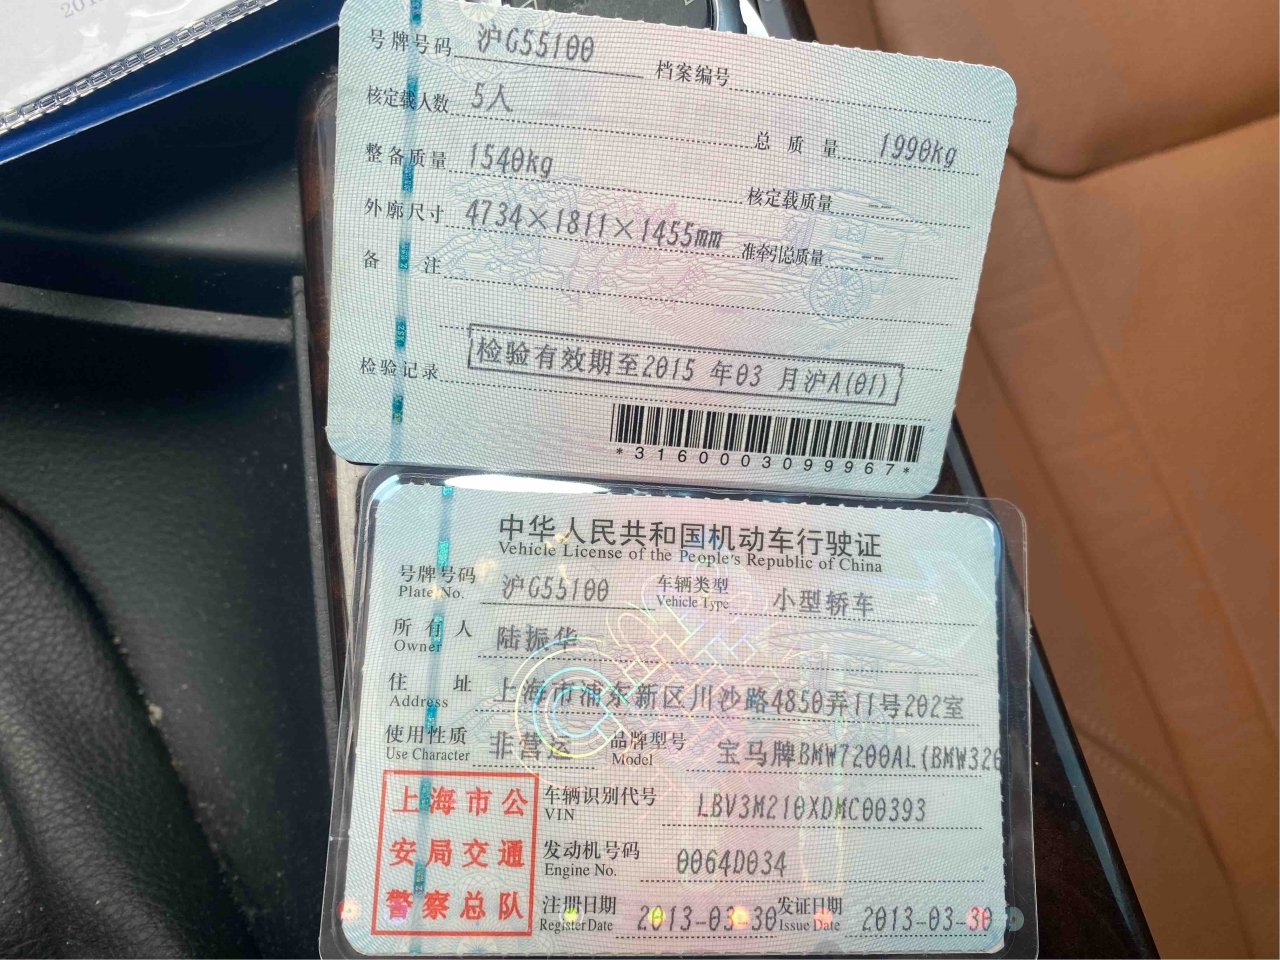 号牌号码 沪G55100 档案编号
核定载人数 5人 总质量 1990kg
整备质量 1540kg 核定载质量 --
外廓尺寸 4734×1811×1455mm 准牵引总质量 --
备注
检验记录 检验有效期至2015 年03 月沪A(01)
*3160003099967*
中华人民共和国机动车行驶证
Vehicle License of the People's Republic of China
号牌号码 沪G55100 车辆类型 小型轿车
Plate No. Vehicle Type
所有人 陆振华
Owner
住址 上海市浦东新区川沙路4850弄11号202室
Address
使用性质 非营运 品牌型号 宝马牌BMW7200AL(BMW320
Use Character Model
上海市公
安局交通
警察总队
车辆识别代号 LBV3M210XDMC00393
VIN
发动机号码 0064D034
Engine No.
注册日期 2013-03-30 发证日期 2013-03-30
Register Date Issue Date